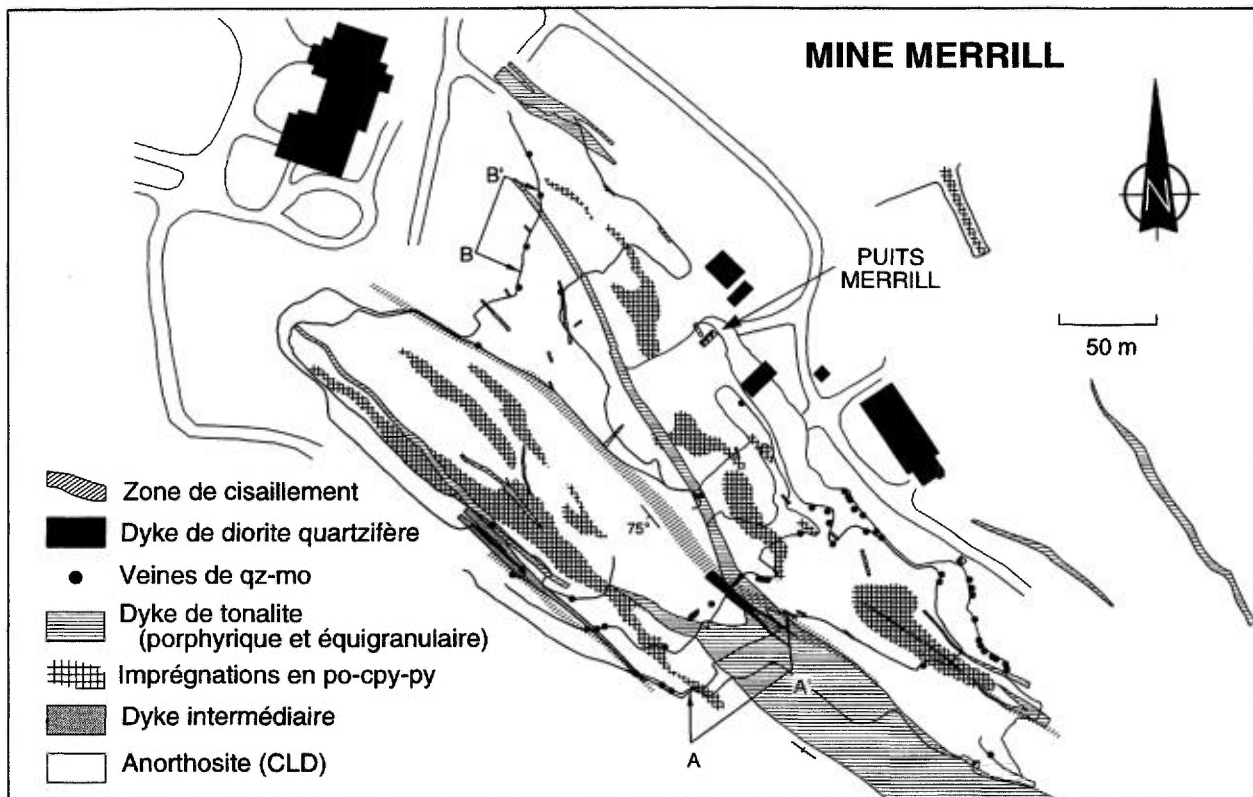 MINE MERRILL
N
PUITS
MERRILL
50 m
B'
B
75°
A'
A
Zone de cisaillement
Dyke de diorite quartzifère
Veines de qz-mo
Dyke de tonalite
(porphyrique et équigranulaire)
Imprégnations en po-cpy-py
Dyke intermédiaire
Anorthosite (CLD)